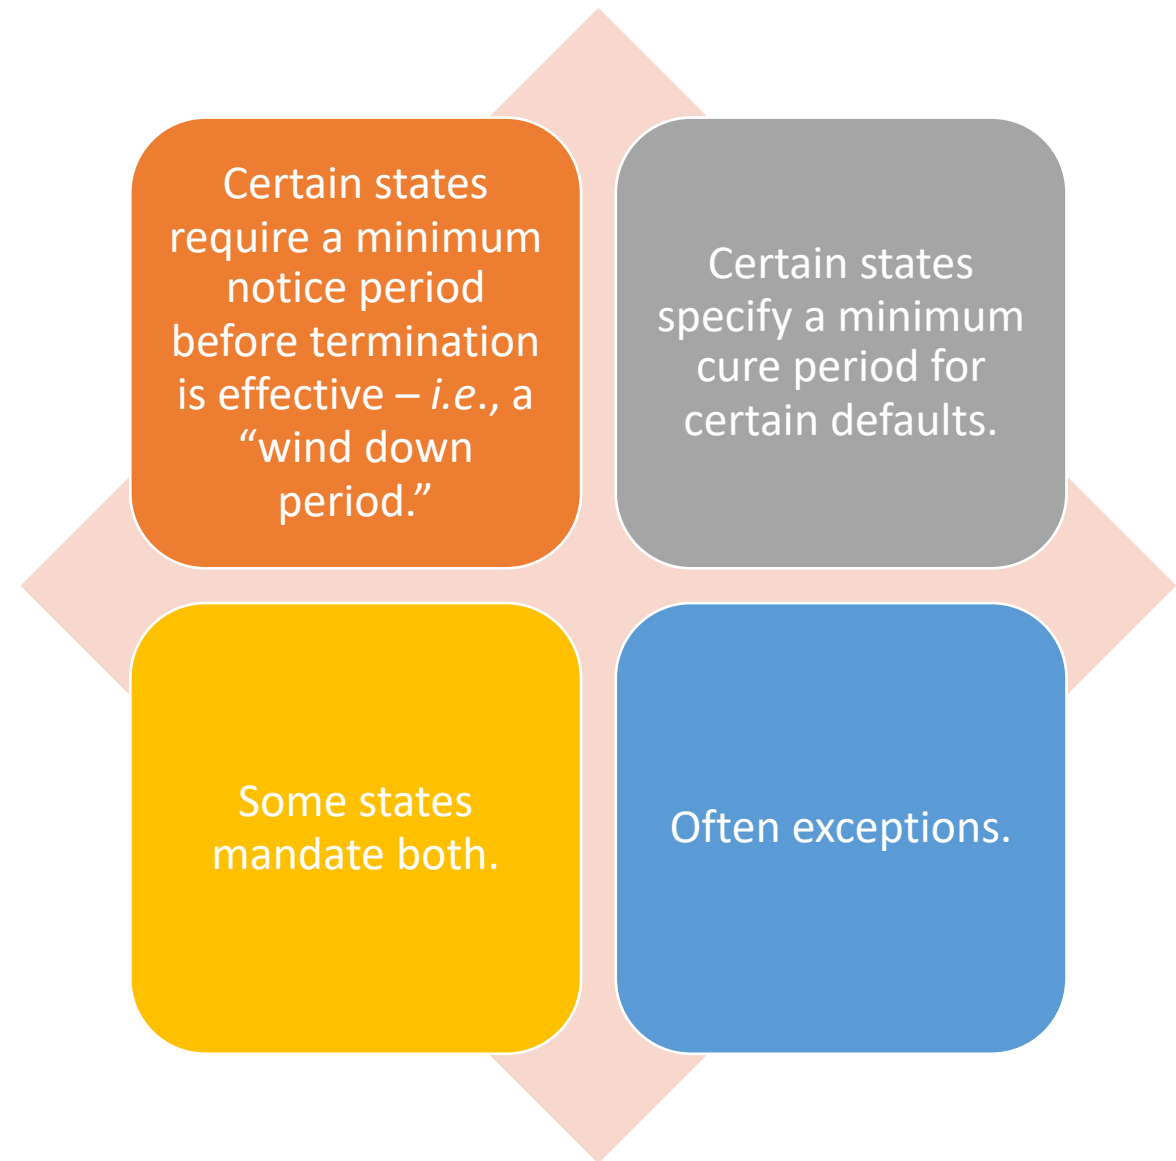 Certain states
require a minimum
notice period
before termination
is effective – i.e., a
“wind down
period.”
Certain states
specify a minimum
cure period for
certain defaults.
Some states
mandate both.
Often exceptions.